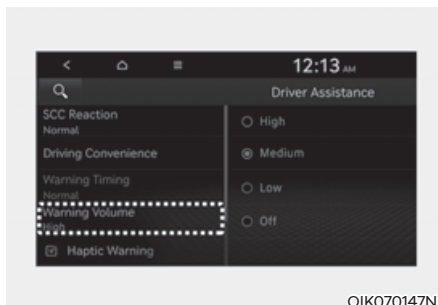 12:13 AM
Driver Assistance
SCC Reaction
Normal
High
Driving Convenience
Medium
Warning Timing
Normal
Low
Warning Volume
High
Off
Haptic Warning
OIK070147N